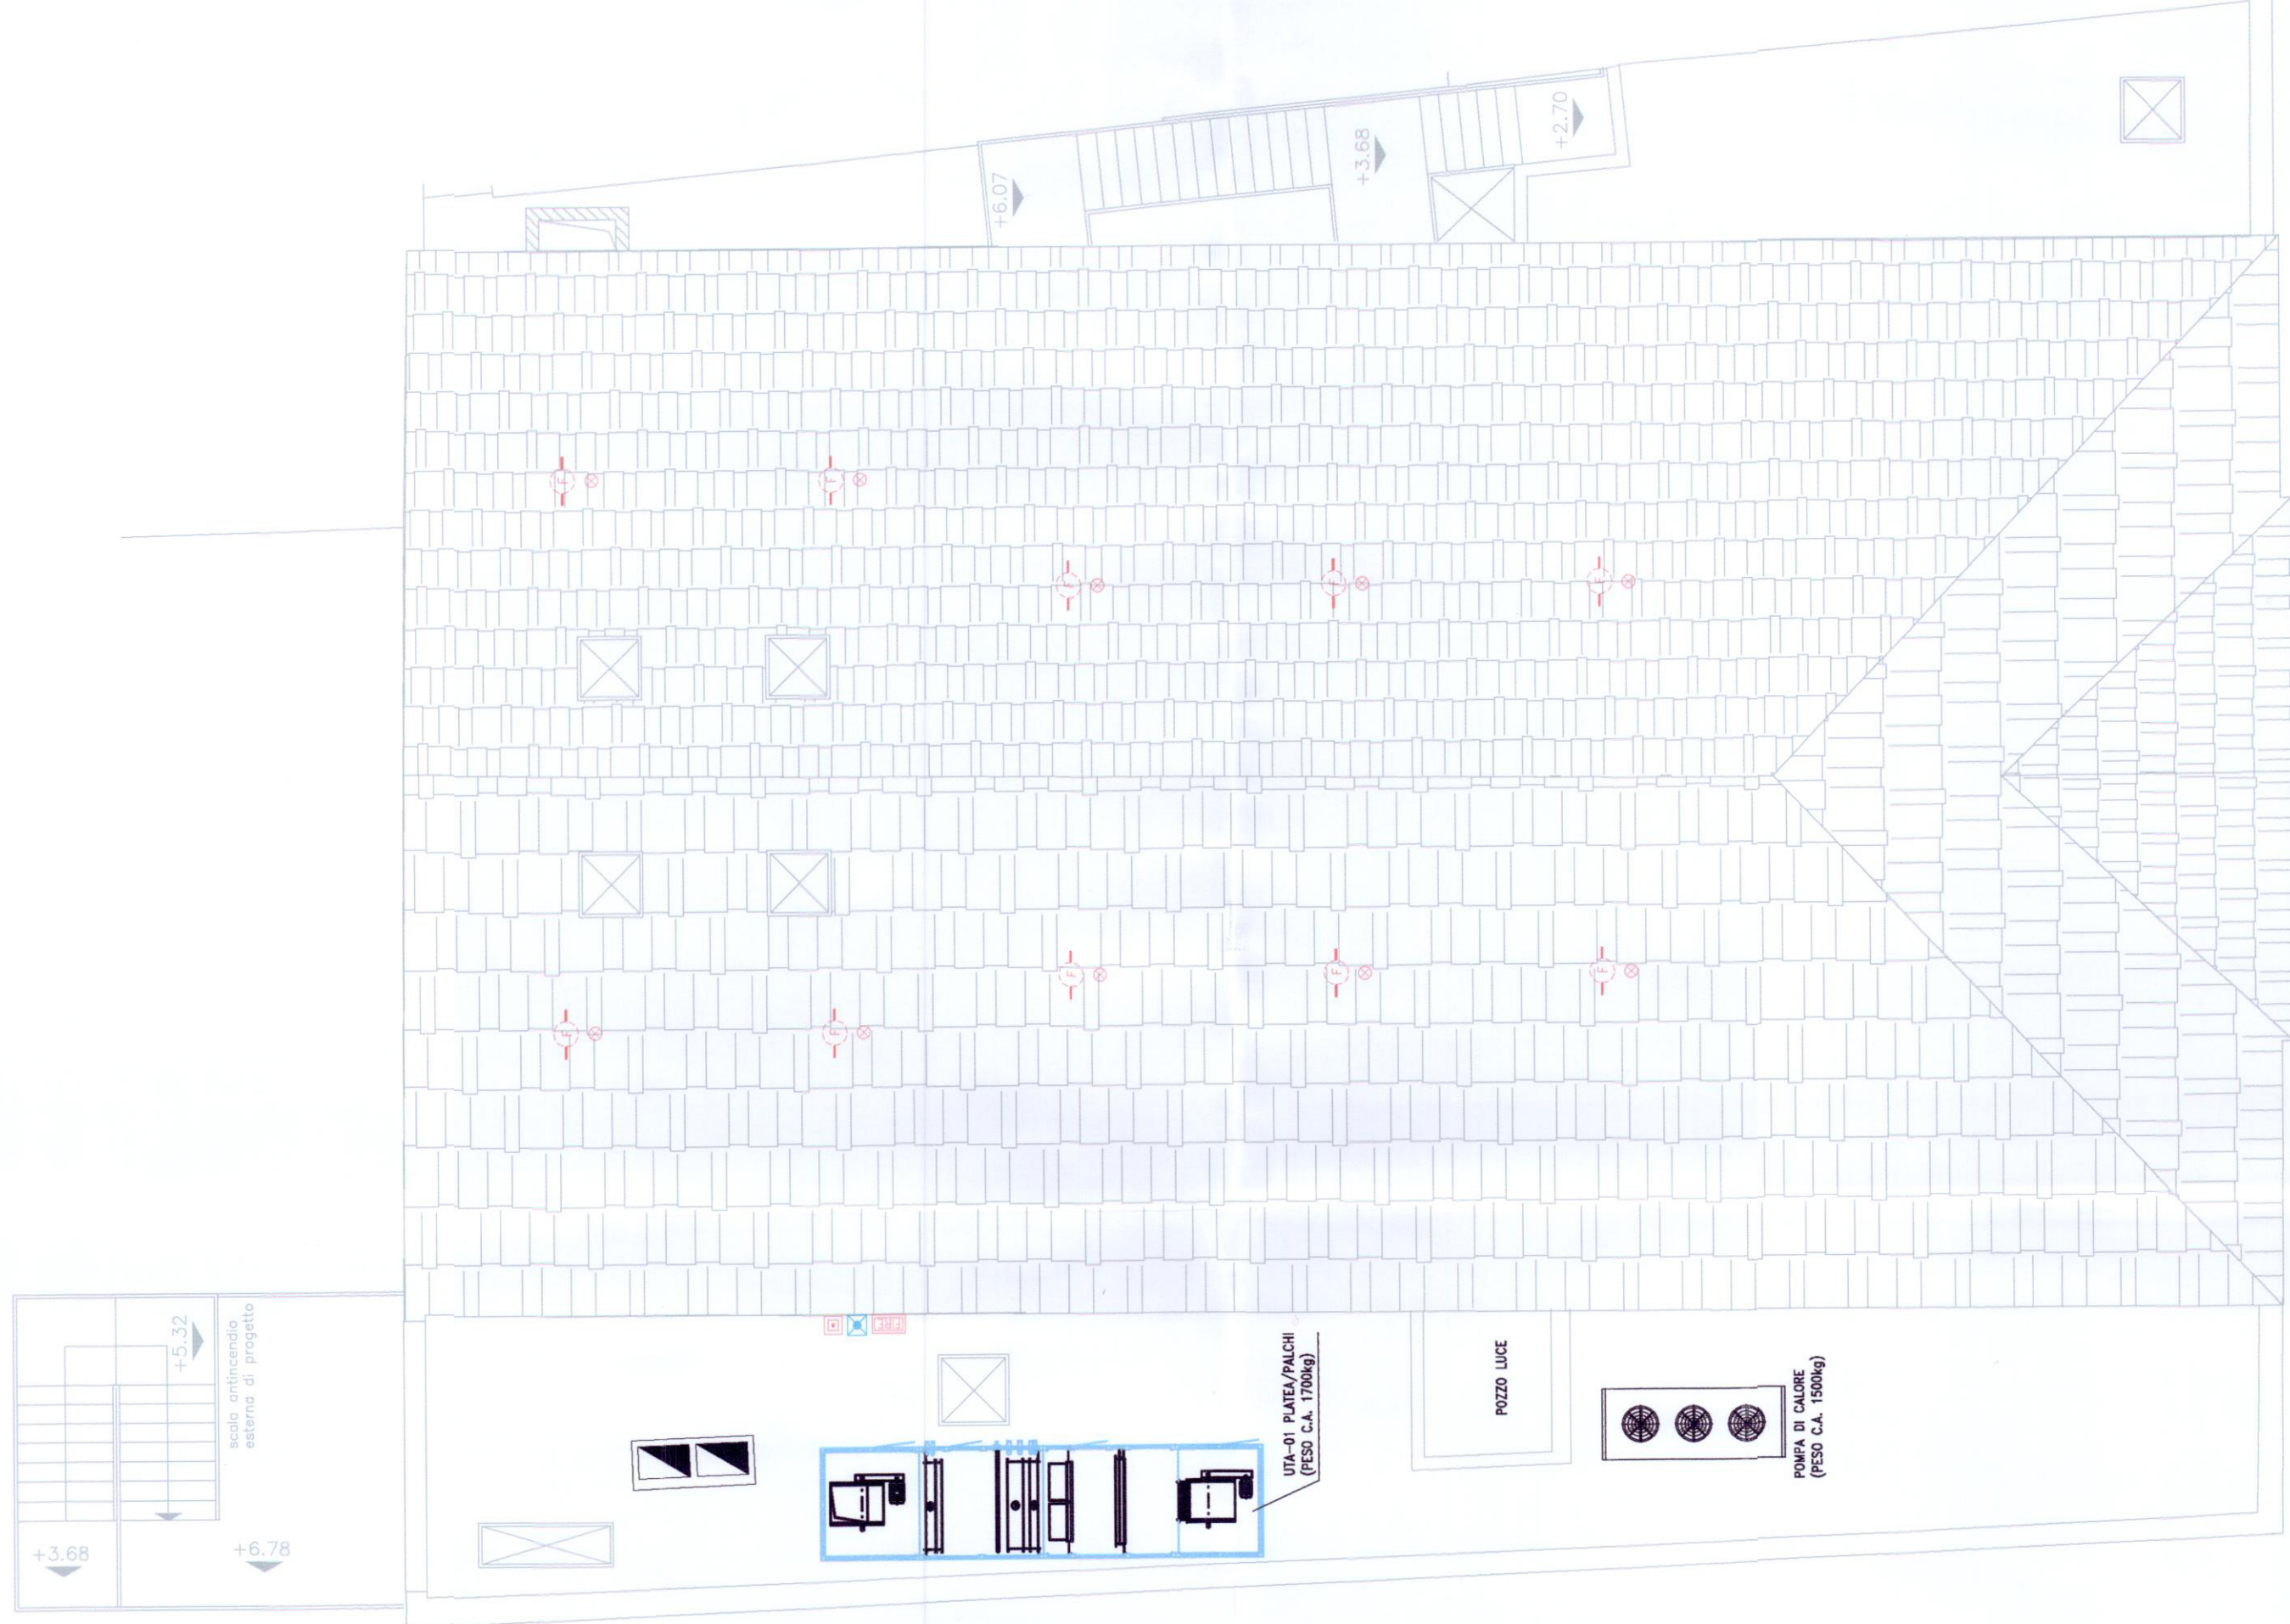 +6.07
+3.68
+2.70
F
F
F
F
F
F
F
F
F
F
+5.32
scala antincendio
esterna di progetto
+3.68
+6.78
UTA-01 PLATEA/PALCHI
(PESO C.A. 1700kg)
POZZO LUCE
POMPA DI CALORE
(PESO C.A. 1500kg)